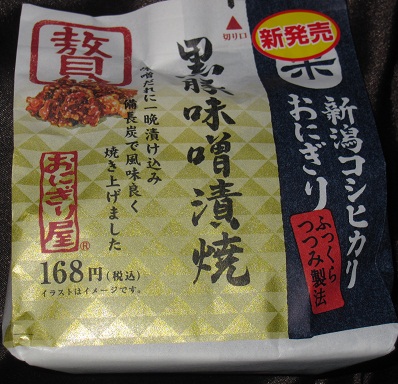 切り口
新発売
新潟コシヒカリ
おにぎり
ふっくら
つつみ製法
黒豚味噌漬焼
贅
味噌だれに一晩漬け込み
備長炭で風味良く
焼き上げました
おにぎり屋®
168円(税込)
イラストはイメージです。